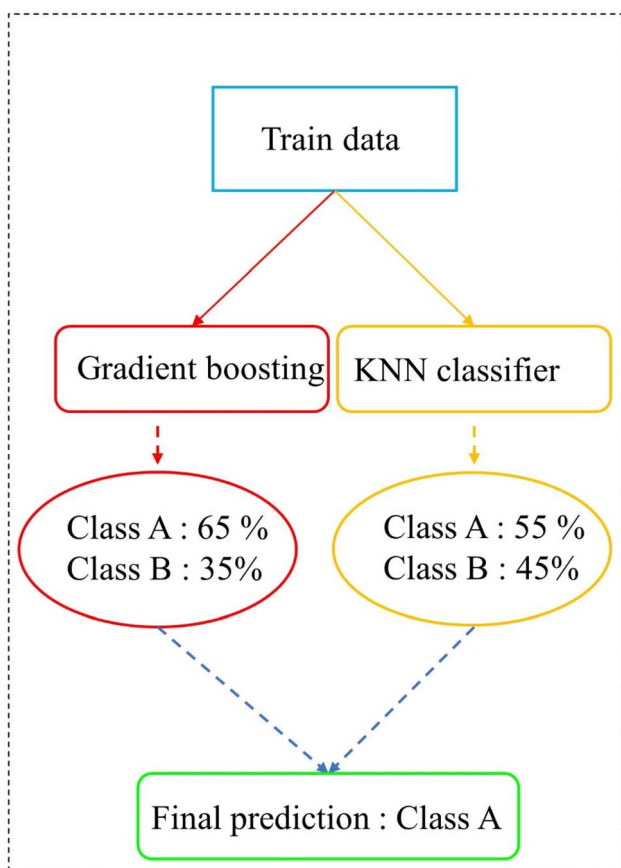 Train data
Gradient boosting
KNN classifier
Class A : 65 %
Class B : 35%
Class A : 55 %
Class B : 45%
Final prediction : Class A